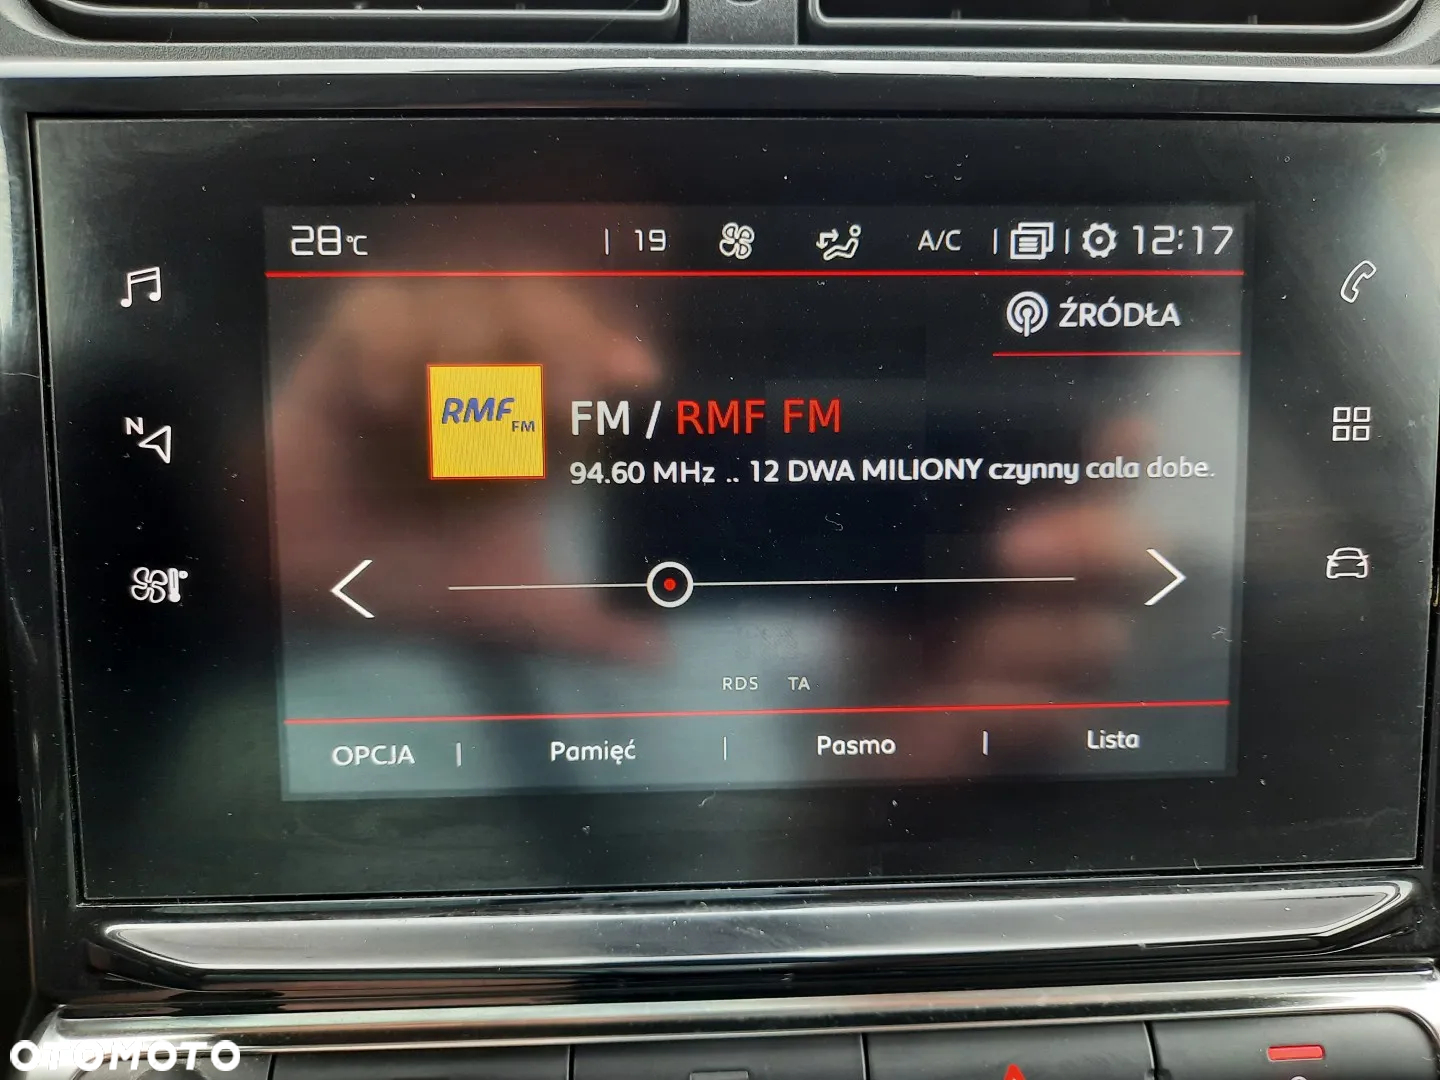 28°C | 19 A/C | | 12:17
ŹRÓDŁA
RMF FM
FM / RMF FM
94.60 MHz .. 12 DWA MILIONY czynny cala dobe.
N
RDS TA
OPCJA | Pamięć | Pasmo | Lista
OTOMOTO